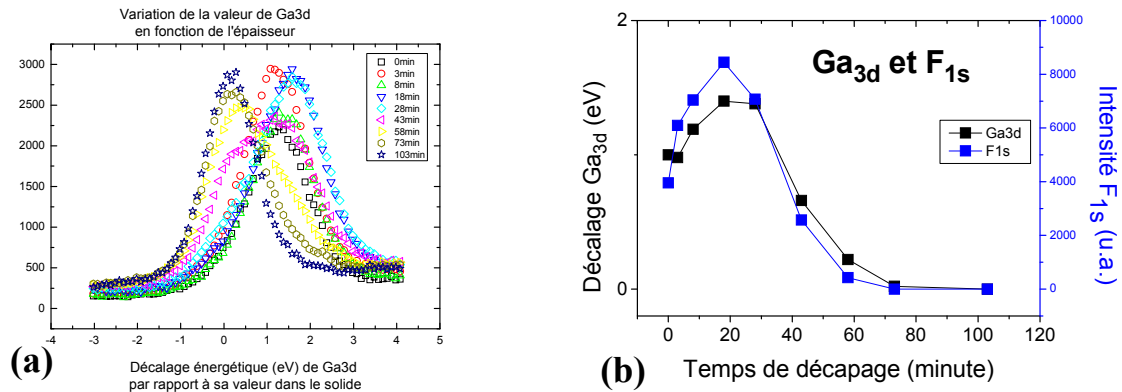 Variation de la valeur de Ga3d
en fonction de l'épaisseur
3000
2500
2000
1500
1000
500
0
0min
3min
8min
18min
28min
43min
58min
73min
103min
-4 -3 -2 -1 0 1 2 3 4 5
(a)
Décalage énergétique (eV) de Ga3d
par rapport à sa valeur dans le solide
Décalage Ga3d (eV)
2
0
Ga3d et F1s
Ga3d
F1s
10000
8000
6000
4000
2000
0
Intensité F1s (u.a.)
0 20 40 60 80 100 120
(b)
Temps de décapage (minute)